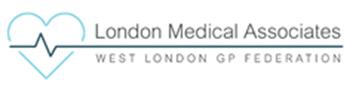 London Medical Associates
WEST LONDON GP FEDERATION